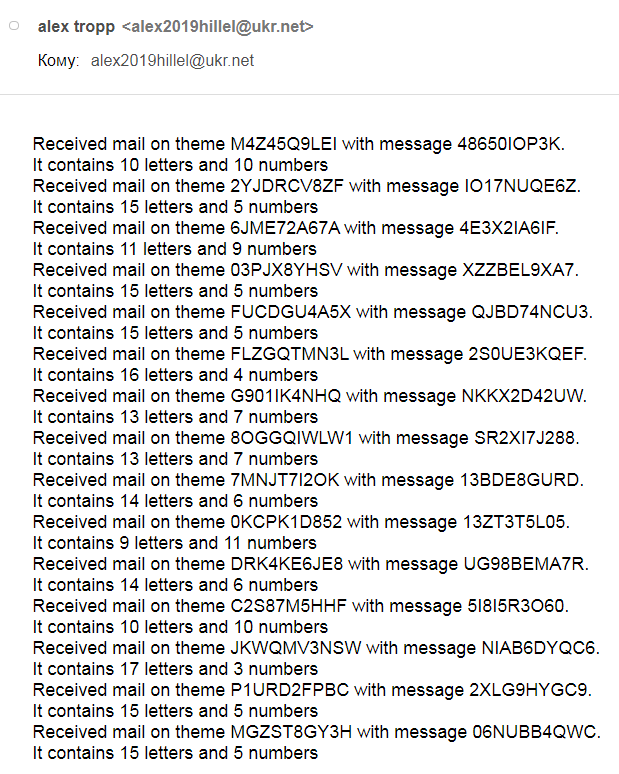 alex tropp <alex2019hillel@ukr.net>
Кому: alex2019hillel@ukr.net
Received mail on theme M4Z45Q9LEI with message 48650IOP3K.
It contains 10 letters and 10 numbers
Received mail on theme 2YJDRCV8ZF with message IO17NUQE6Z.
It contains 15 letters and 5 numbers
Received mail on theme 6JME72A67A with message 4E3X2IA6IF.
It contains 11 letters and 9 numbers
Received mail on theme 03PJX8YHSV with message XZZBEL9XA7.
It contains 15 letters and 5 numbers
Received mail on theme FUCDGU4A5X with message QJBD74NCU3.
It contains 15 letters and 5 numbers
Received mail on theme FLZGQTMN3L with message 2S0UE3KQEF.
It contains 16 letters and 4 numbers
Received mail on theme G901IK4NHQ with message NKKX2D42UW.
It contains 13 letters and 7 numbers
Received mail on theme 8OGGQIWLW1 with message SR2XI7J288.
It contains 13 letters and 7 numbers
Received mail on theme 7MNJT7I2OK with message 13BDE8GURD.
It contains 14 letters and 6 numbers
Received mail on theme 0KCPK1D852 with message 13ZT3T5L05.
It contains 9 letters and 11 numbers
Received mail on theme DRK4KE6JE8 with message UG98BEMA7R.
It contains 14 letters and 6 numbers
Received mail on theme C2S87M5HHF with message 5I8I5R3O60.
It contains 10 letters and 10 numbers
Received mail on theme JKWQMV3NSW with message NIAB6DYQC6.
It contains 17 letters and 3 numbers
Received mail on theme P1URD2FPBC with message 2XLG9HYGC9.
It contains 15 letters and 5 numbers
Received mail on theme MGZST8GY3H with message 06NUBB4QWC.
It contains 15 letters and 5 numbers